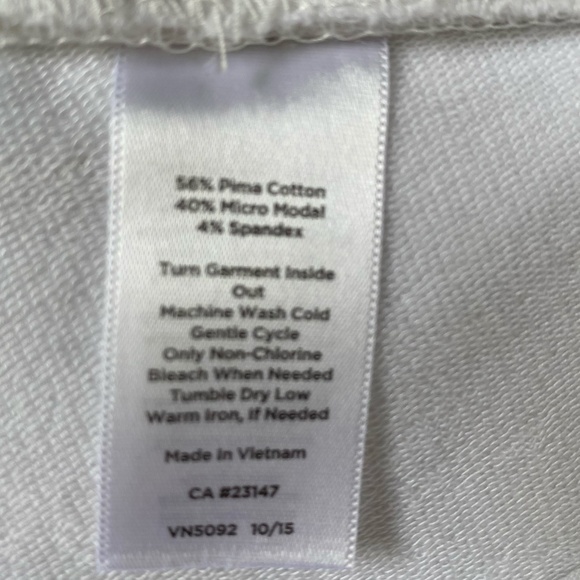 56% Pima Cotton
40% Micro Modal
4% Spandex
Turn Garment Inside
Out
Machine Wash Cold
Gentle Cycle
Only Non-Chlorine
Bleach When Needed
Tumble Dry Low
Warm Iron, If Needed
Made in Vietnam
CA #23147
VN5092 10/15